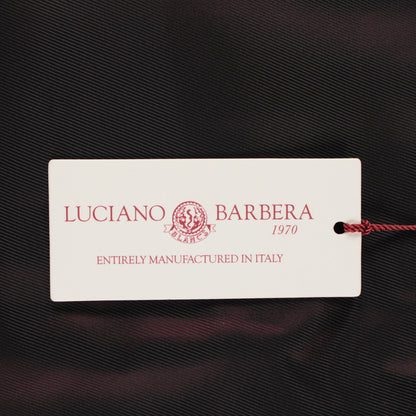 LUCIANO BARBERA
1970
ENTIRELY MANUFACTURED IN ITALY